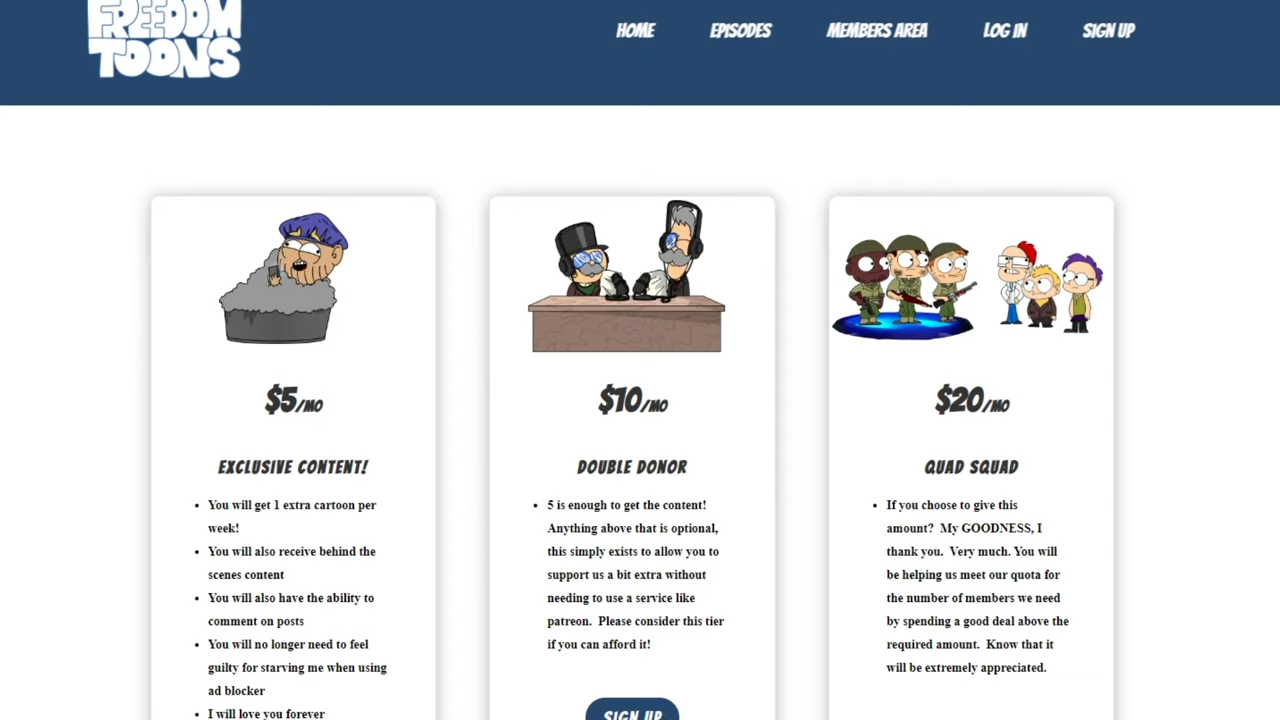 FREEDOM
TOONS
HOME EPISODES MEMBERS AREA LOG IN SIGN UP
$5/MO
EXCLUSIVE CONTENT!
• You will get 1 extra cartoon per
week!
• You will also receive behind the
scenes content
• You will also have the ability to
comment on posts
• You will no longer need to feel
guilty for starving me when using
ad blocker
• I will love you forever
$10/MO
DOUBLE DONOR
• 5 is enough to get the content!
Anything above that is optional,
this simply exists to allow you to
support us a bit extra without
needing to use a service like
patreon.  Please consider this tier
if you can afford it!
SIGN UP
$20/MO
QUAD SQUAD
• If you choose to give this
amount?  My GOODNESS, I
thank you.  Very much. You will
be helping us meet our quota for
the number of members we need
by spending a good deal above the
required amount.  Know that it
will be extremely appreciated.